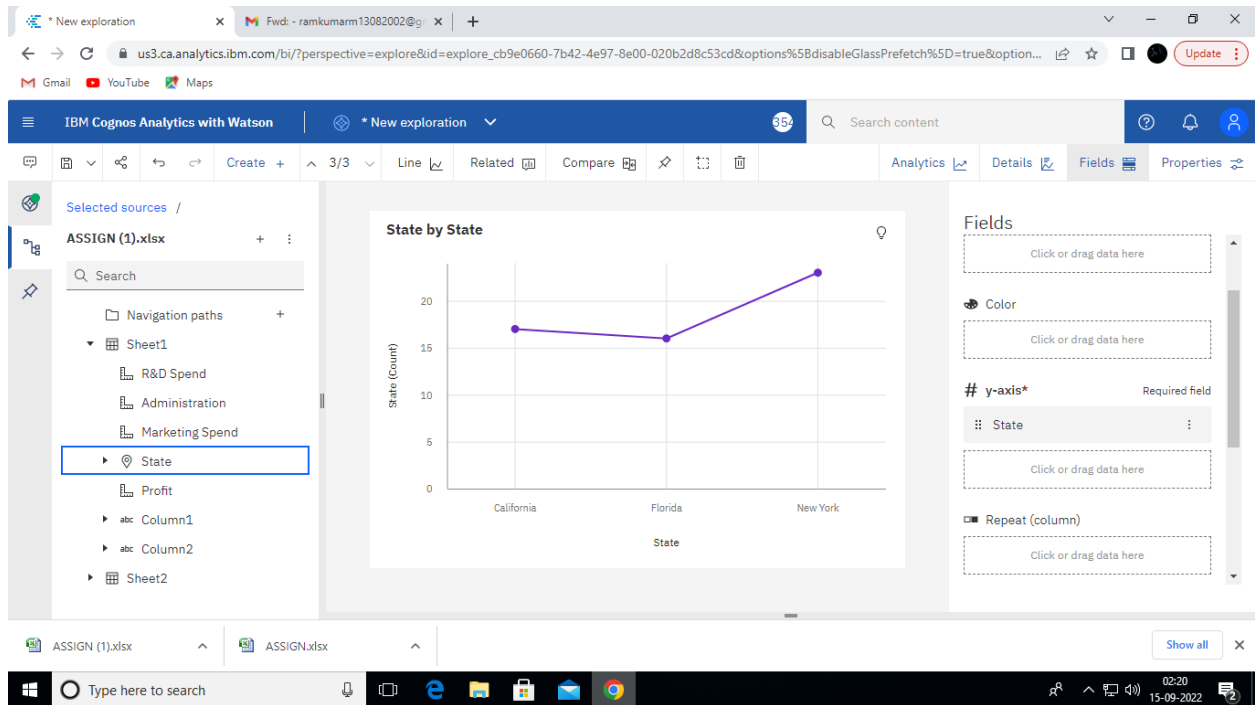 * New exploration
Fwd: - ramkumarm13082002@gm
us3.ca.analytics.ibm.com/bi/?perspective=explore&id=explore_cb9e0660-7b42-4e97-8e00-020b2d8c53cd&options%5BdisableGlassPrefetch%5D=true&option...
Update
Gmail YouTube Maps
IBM Cognos Analytics with Watson
* New exploration
354
Search content
Create + 3/3 Line Related Compare Analytics Details Fields Properties
Selected sources /
ASSIGN (1).xlsx
Search
Navigation paths
Sheet1
R&D Spend
Administration
Marketing Spend
State
Profit
abc Column1
abc Column2
Sheet2
State by State
State (Count)
20
15
10
5
0
California Florida New York
State
Fields
Click or drag data here
Color
Click or drag data here
# y-axis* Required field
State
Click or drag data here
Repeat (column)
Click or drag data here
ASSIGN (1).xlsx ASSIGN.xlsx Show all
Type here to search
02:20
15-09-2022
2